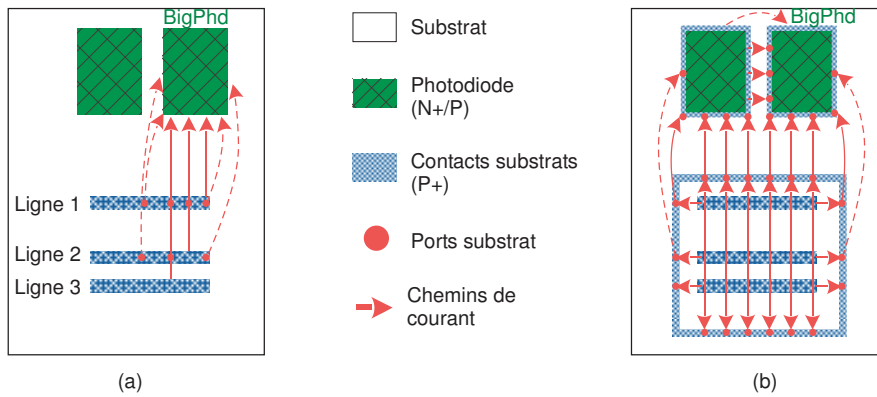 BigPhd
Ligne 1
Ligne 2
Ligne 3
(a)
Substrat
Photodiode
(N+/P)
Contacts substrats
(P+)
Ports substrat
Chemins de
courant
BigPhd
(b)